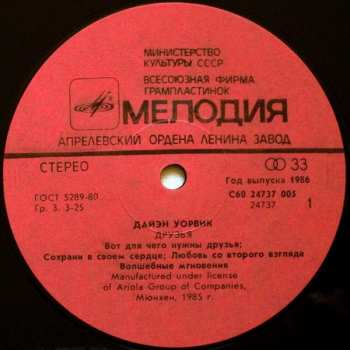 МИНИСТЕРСТВО
КУЛЬТУРЫ СССР
ВСЕСОЮЗНАЯ ФИРМА
ГРАМПЛАСТИНОК
МЕЛОДИЯ
АПРЕЛЕВСКИЙ ОРДЕНА ЛЕНИНА ЗАВОД
СТЕРЕО
33
Год выпуска 1986
ГОСТ 5289-80
С60 24737 005
Гр. 3. 3-25
24737
1
ДАЙЭН УОРВИК
ДРУЗЬЯ
Вот для чего нужны друзья;
Сохрани в своем сердце; Любовь со второго взгляда
Волшебные мгновения
Manufactured under license
of Ariola Group of Companies,
Мюнхен, 1985 г.